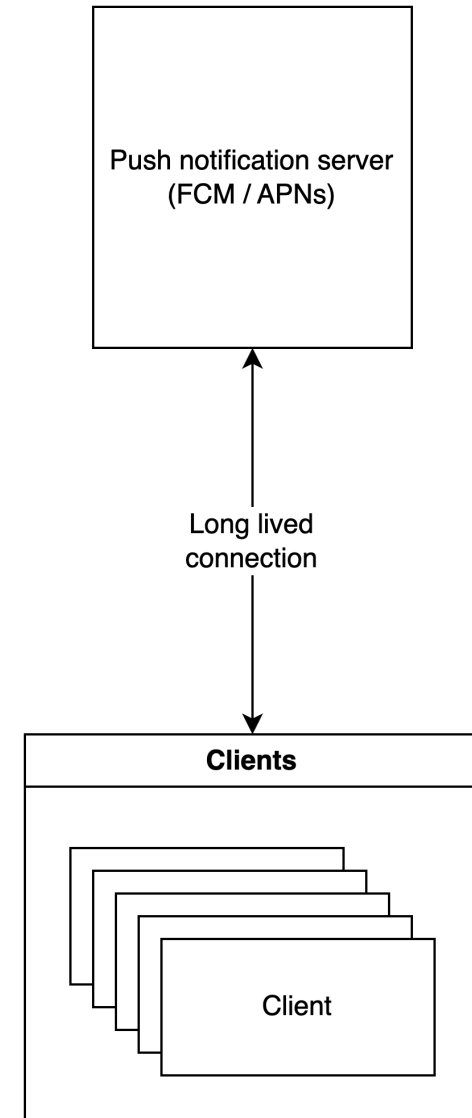 Push notification server
(FCM / APNs)
Long lived
connection
Clients
Client